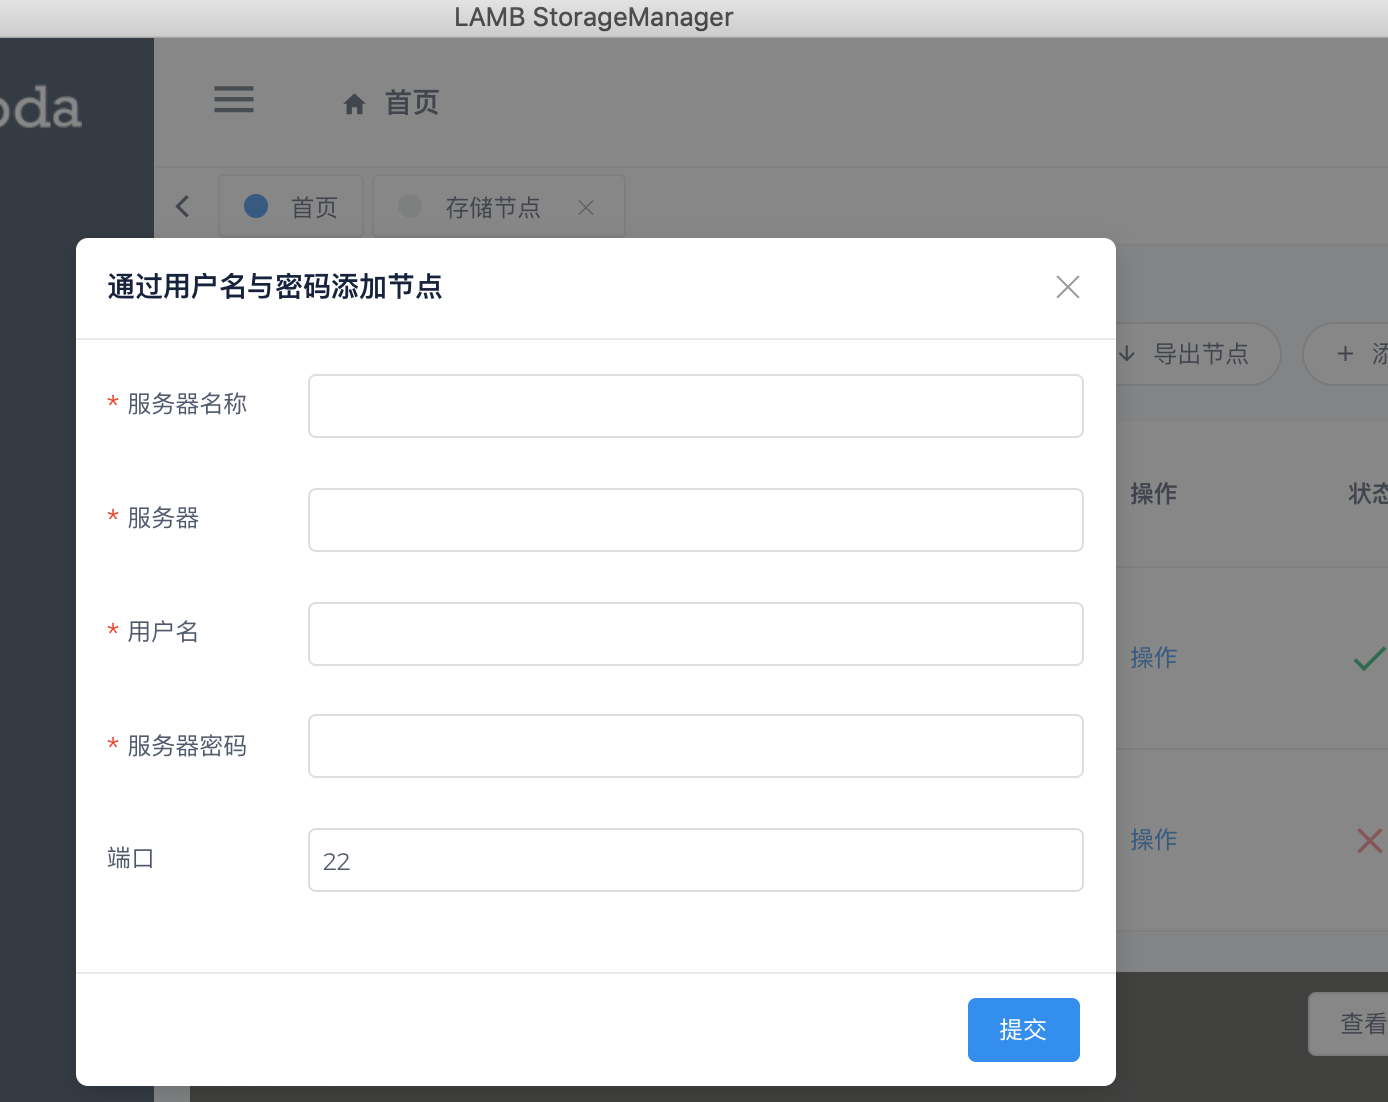 LAMB StorageManager
oda
首页
首页
存储节点
通过用户名与密码添加节点
导出节点
+ 添
* 服务器名称
* 服务器
操作
状态
* 用户名
操作
* 服务器密码
操作
端口
22
提交
查看